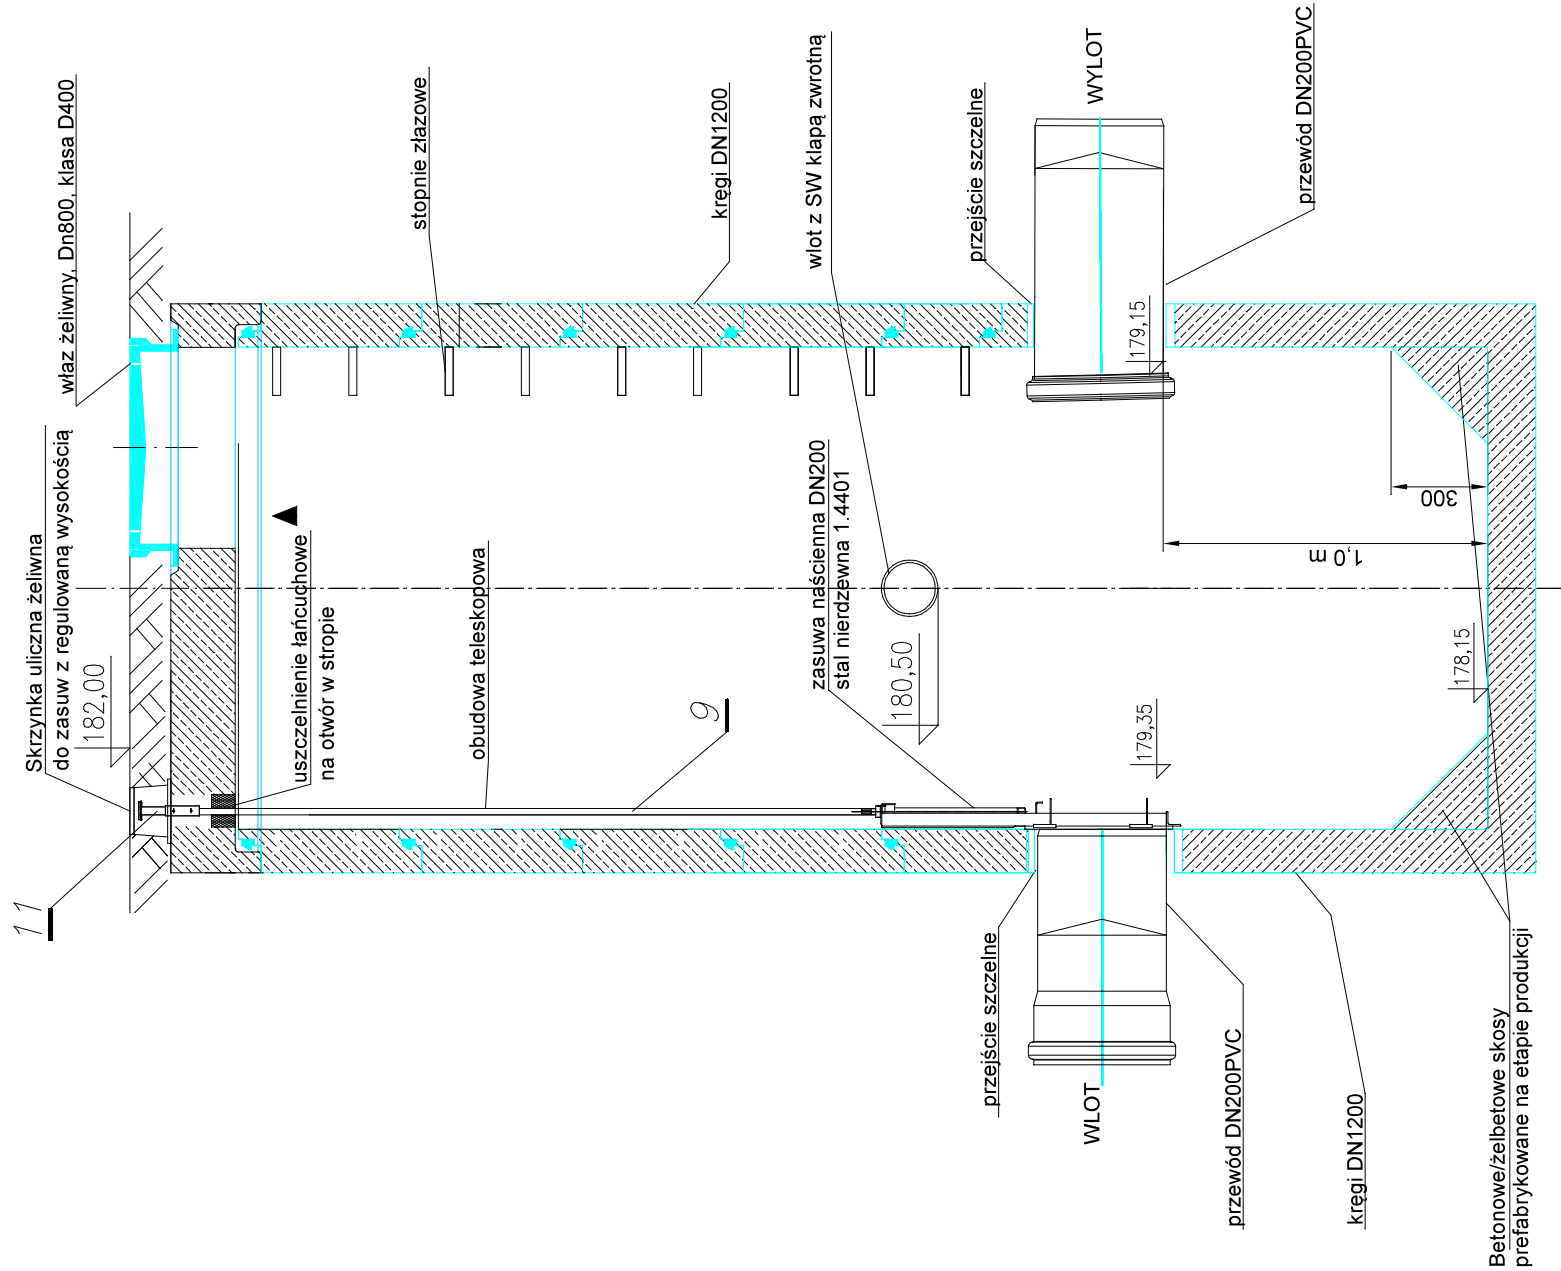 Skrzynka uliczna żeliwna
do zasuw z regulowaną wysokością
182,00
właz żeliwny, Dn800, klasa D400
11
uszczelnienie łańcuchowe
na otwór w stropie
stopnie złazowe
obudowa teleskopowa
kręgi DN1200
9
wlot z SW klapą zwrotną
zasuwa naścienna DN200
stal nierdzewna 1.4401
180,50
przejście szczelne
przejście szczelne
WYLOT
WLOT
179,15
179,35
przewód DN200PVC
przewód DN200PVC
1,0 m
300
kręgi DN1200
178,15
Betonowe/żelbetowe skosy
prefabrykowane na etapie produkcji